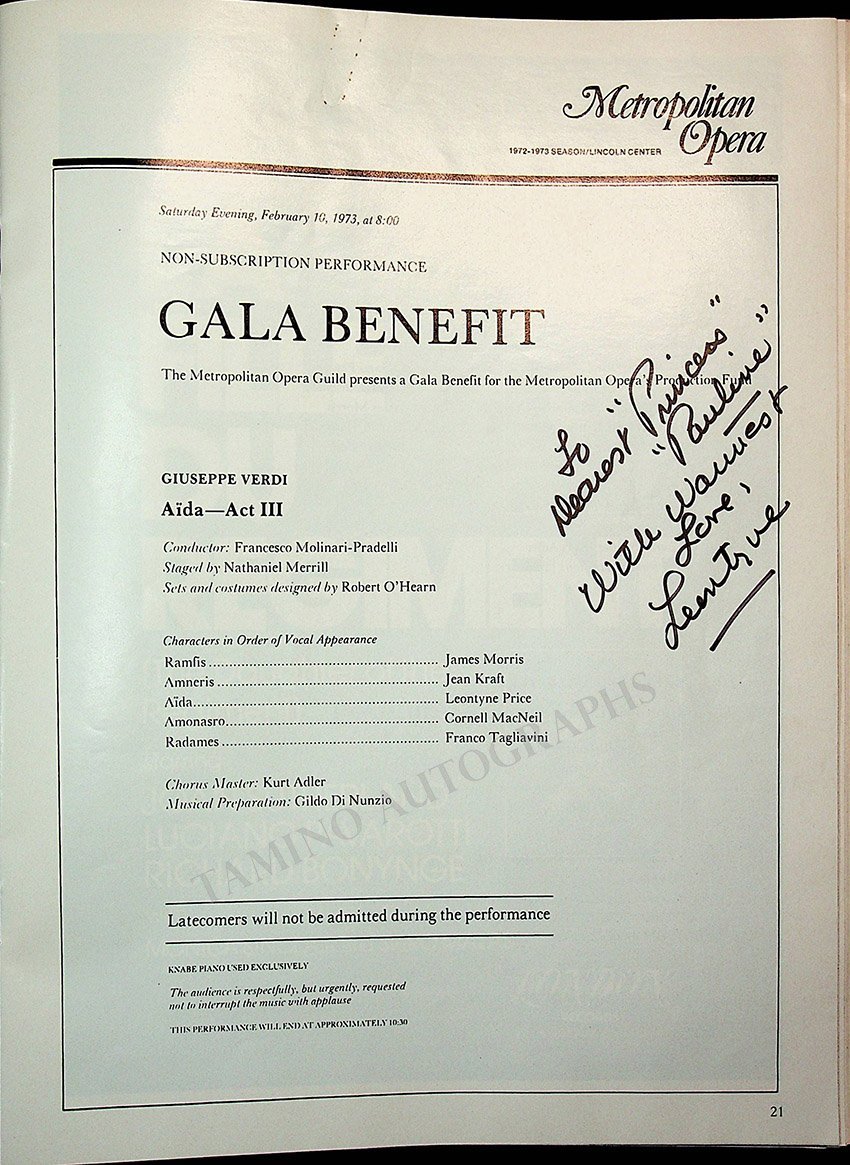 Metropolitan
Opera
1972-1973 SEASON/LINCOLN CENTER
Saturday Evening, February 10, 1973, at 8:00
NON-SUBSCRIPTION PERFORMANCE
GALA BENEFIT
The Metropolitan Opera Guild presents a Gala Benefit for the Metropolitan Opera's Production Fund
To
Dearest "Princess"
"Pauline"
With Warmest
Love,
Leontyne
GIUSEPPE VERDI
Aïda—Act III
Conductor: Francesco Molinari-Pradelli
Staged by Nathaniel Merrill
Sets and costumes designed by Robert O'Hearn
Characters in Order of Vocal Appearance
Ramfis ........ James Morris
Amneris ........ Jean Kraft
Aïda ........ Leontyne Price
Amonasro ........ Cornell MacNeil
Radames ........ Franco Tagliavini
Chorus Master: Kurt Adler
Musical Preparation: Gildo Di Nunzio
TAMINO AUTOGRAPHS
Latecomers will not be admitted during the performance
KNABE PIANO USED EXCLUSIVELY
The audience is respectfully, but urgently, requested
not to interrupt the music with applause
THIS PERFORMANCE WILL END AT APPROXIMATELY 10:30
21